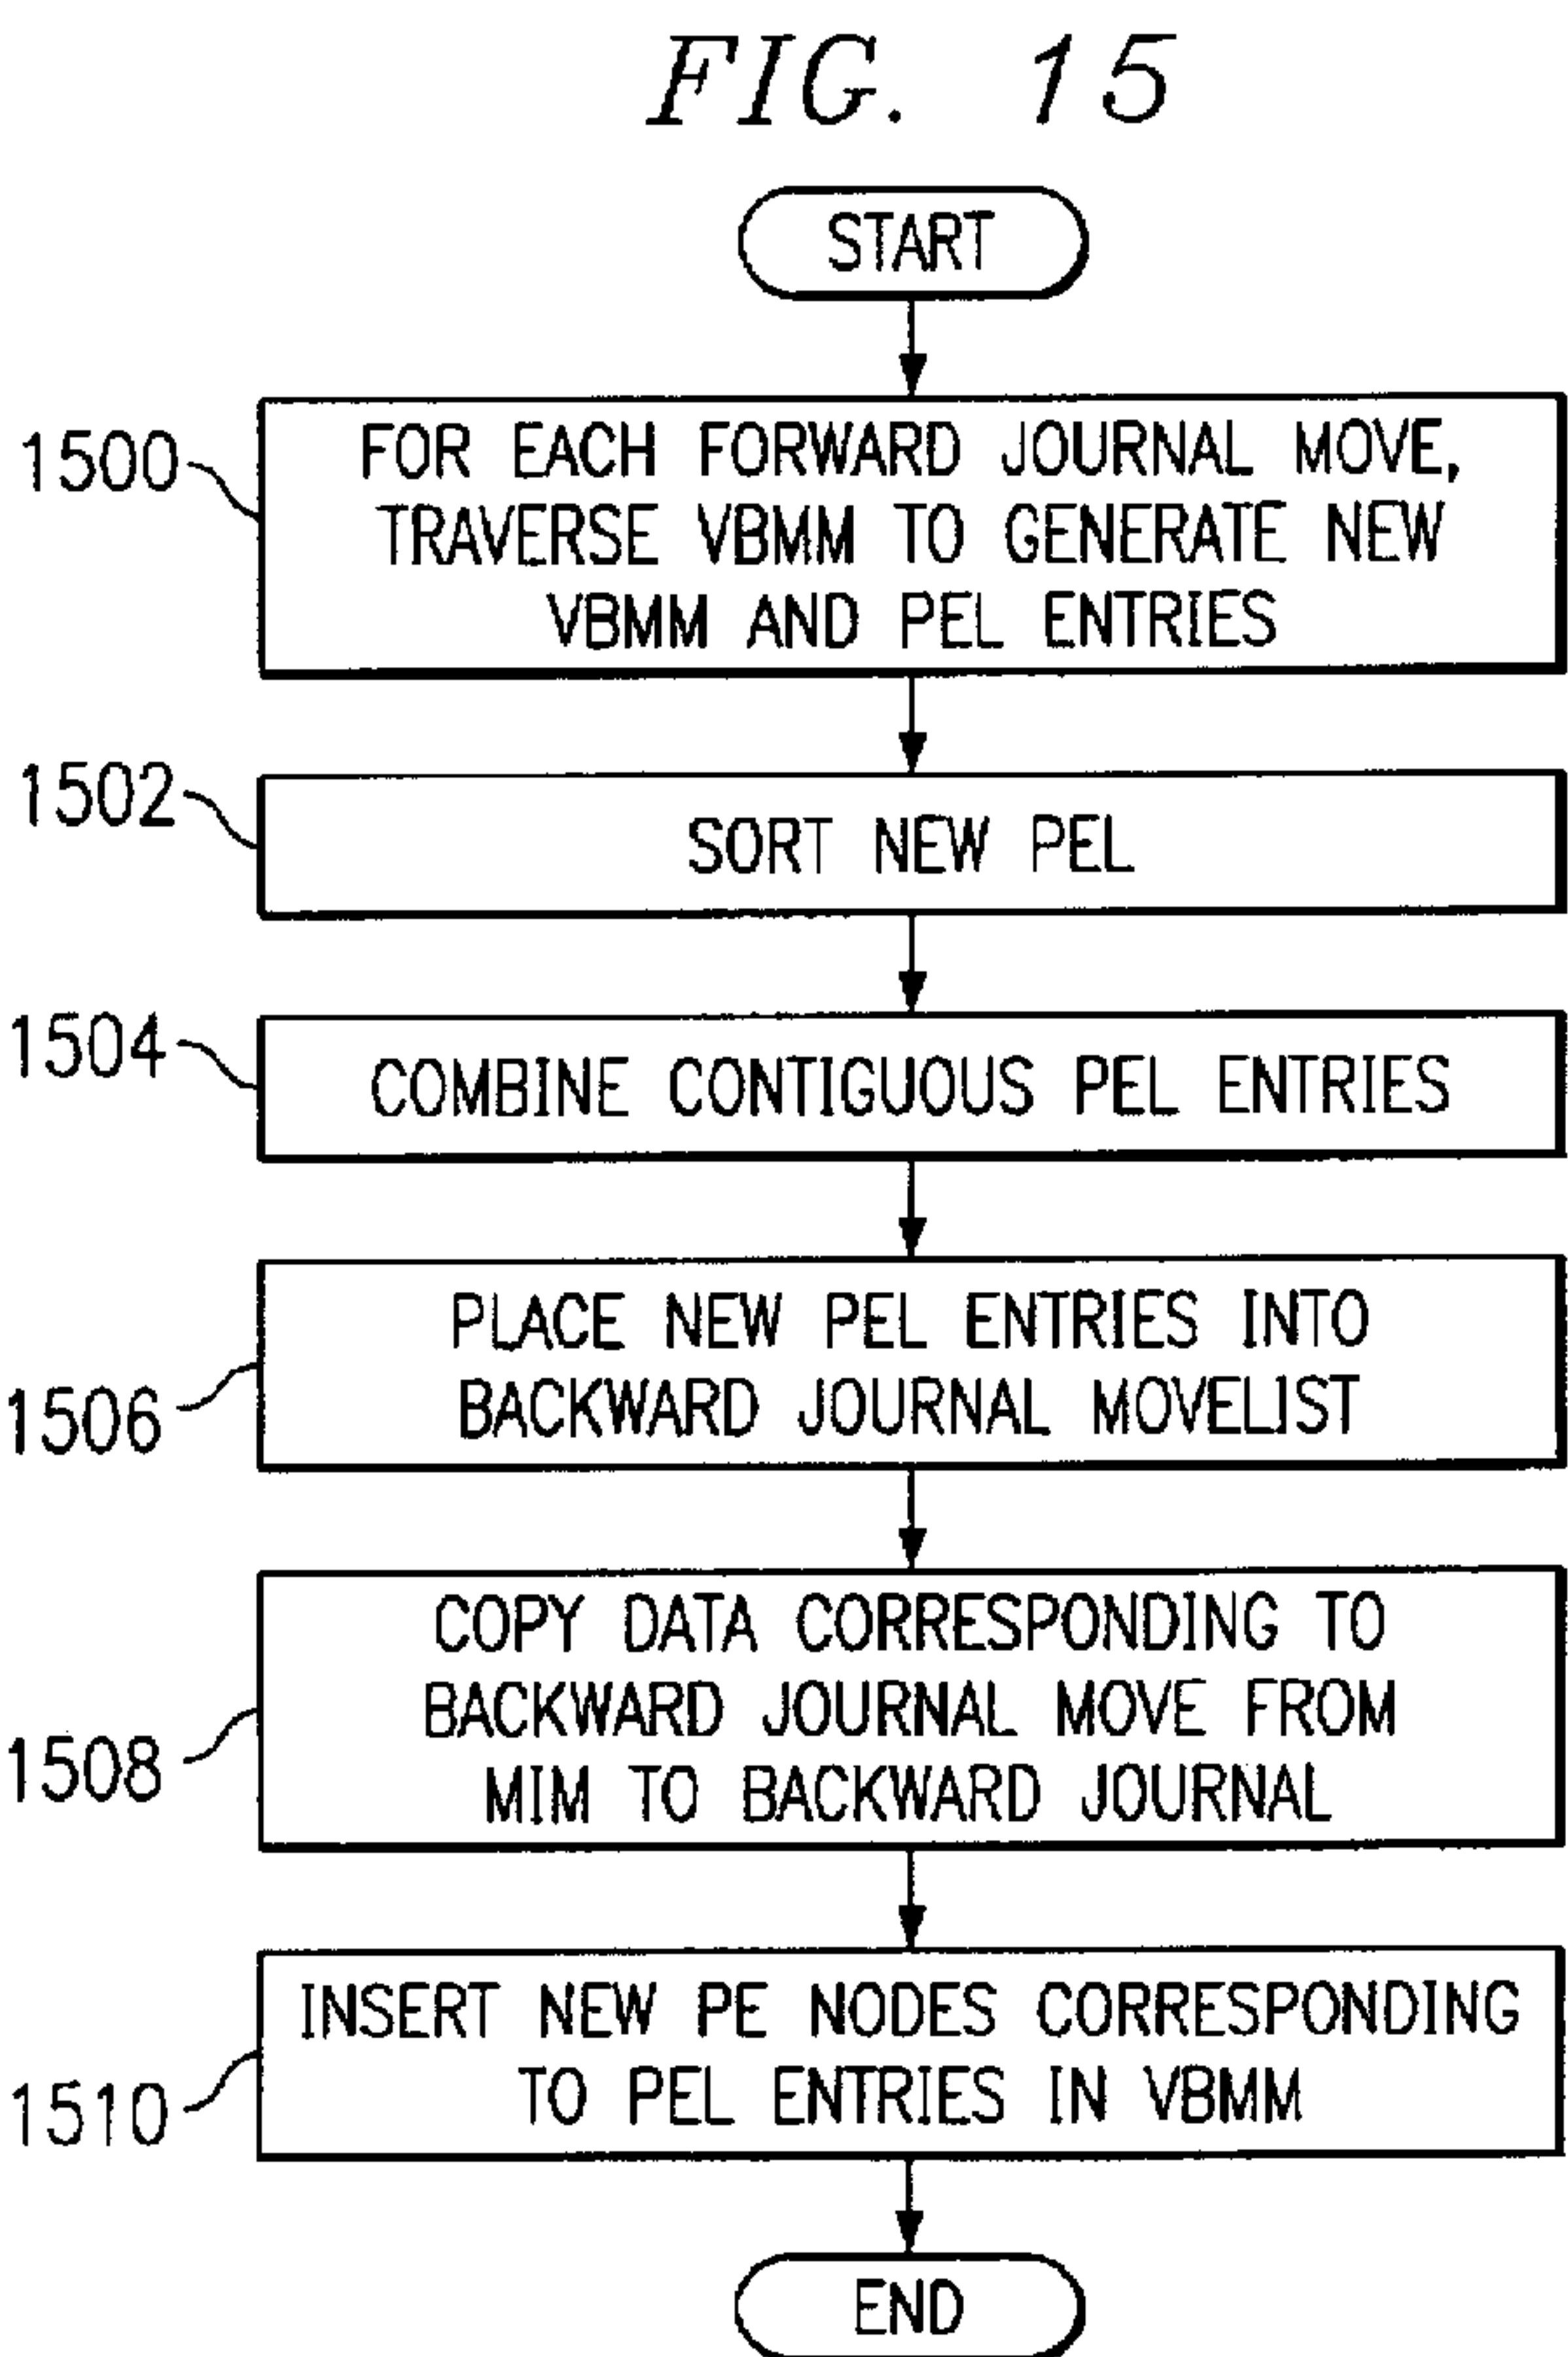 FIG. 15
START
1500
FOR EACH FORWARD JOURNAL MOVE,
TRAVERSE VBMM TO GENERATE NEW
VBMM AND PEL ENTRIES
1502
SORT NEW PEL
1504
COMBINE CONTIGUOUS PEL ENTRIES
1506
PLACE NEW PEL ENTRIES INTO
BACKWARD JOURNAL MOVELIST
1508
COPY DATA CORRESPONDING TO
BACKWARD JOURNAL MOVE FROM
MIM TO BACKWARD JOURNAL
1510
INSERT NEW PE NODES CORRESPONDING
TO PEL ENTRIES IN VBMM
END